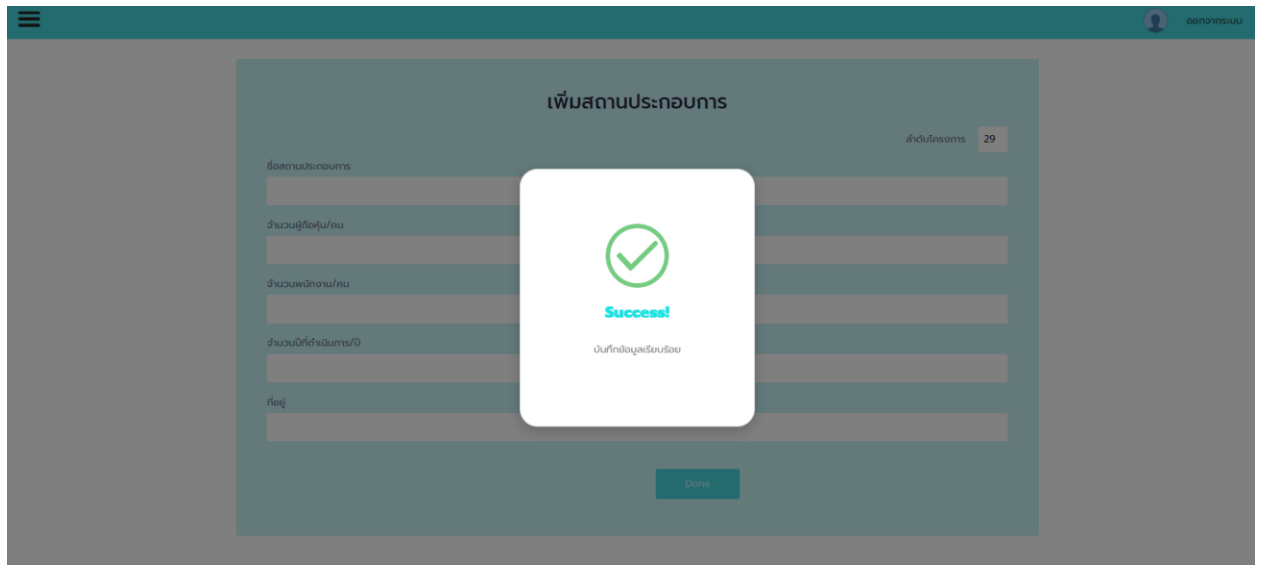 ออกจากระบบ
เพิ่มสถานประกอบการ
ลำดับโครงการ 29
ชื่อสถานประกอบการ
จำนวนผู้ถือหุ้น/คน
จำนวนพนักงาน/คน
จำนวนปีที่ดำเนินการ/ปี
ที่อยู่
Success!
บันทึกข้อมูลเรียบร้อย
Done